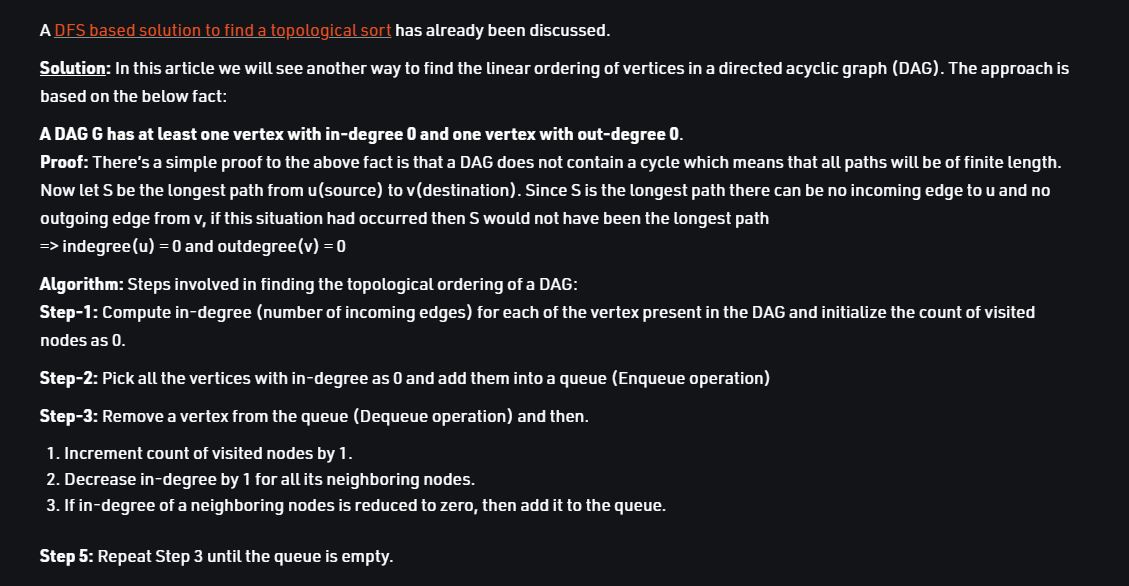 A DFS based solution to find a topological sort has already been discussed.
Solution: In this article we will see another way to find the linear ordering of vertices in a directed acyclic graph (DAG). The approach is
based on the below fact:
A DAG G has at least one vertex with in-degree 0 and one vertex with out-degree 0.
Proof: There's a simple proof to the above fact is that a DAG does not contain a cycle which means that all paths will be of finite length.
Now let S be the longest path from u(source) to v(destination). Since S is the longest path there can be no incoming edge to u and no
outgoing edge from v, if this situation had occurred then S would not have been the longest path
=> indegree(u) = 0 and outdegree(v) = 0
Algorithm: Steps involved in finding the topological ordering of a DAG:
Step-1: Compute in-degree (number of incoming edges) for each of the vertex present in the DAG and initialize the count of visited
nodes as 0.
Step-2: Pick all the vertices with in-degree as 0 and add them into a queue (Enqueue operation)
Step-3: Remove a vertex from the queue (Dequeue operation) and then.
1. Increment count of visited nodes by 1.
2. Decrease in-degree by 1 for all its neighboring nodes.
3. If in-degree of a neighboring nodes is reduced to zero, then add it to the queue.
Step 5: Repeat Step 3 until the queue is empty.